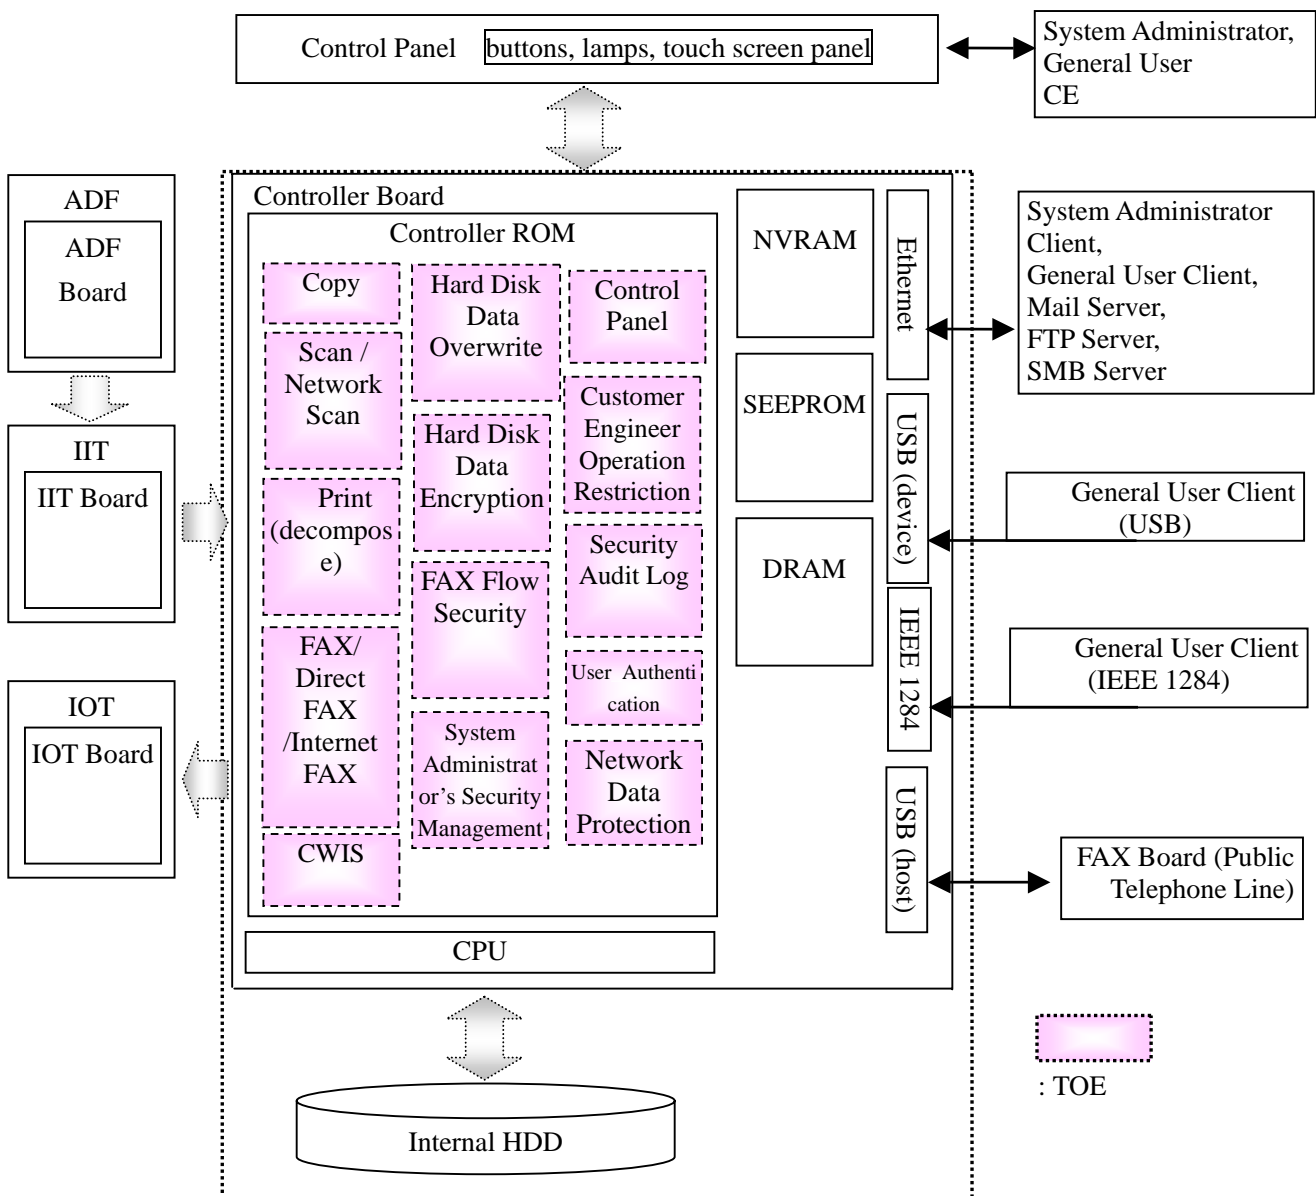 Control Panel
buttons, lamps, touch screen panel
System Administrator,
General User
CE
ADF
ADF
Board
IIT
IIT Board
IOT
IOT Board
Controller Board
Controller ROM
Copy
Scan /
Network
Scan
Print
(decompos
e)
FAX/
Direct
FAX
/Internet
FAX
CWIS
Hard Disk
Data
Overwrite
Hard Disk
Data
Encryption
FAX Flow
Security
System
Administrat
or’s Security
Management
Control
Panel
Customer
Engineer
Operation
Restriction
Security
Audit Log
User Authenti
cation
Network
Data
Protection
CPU
NVRAM
SEEPROM
DRAM
Ethernet
USB (device)
IEEE 1284
USB (host)
System Administrator
Client,
General User Client,
Mail Server,
FTP Server,
SMB Server
General User Client
(USB)
General User Client
(IEEE 1284)
FAX Board (Public
Telephone Line)
Internal HDD
: TOE